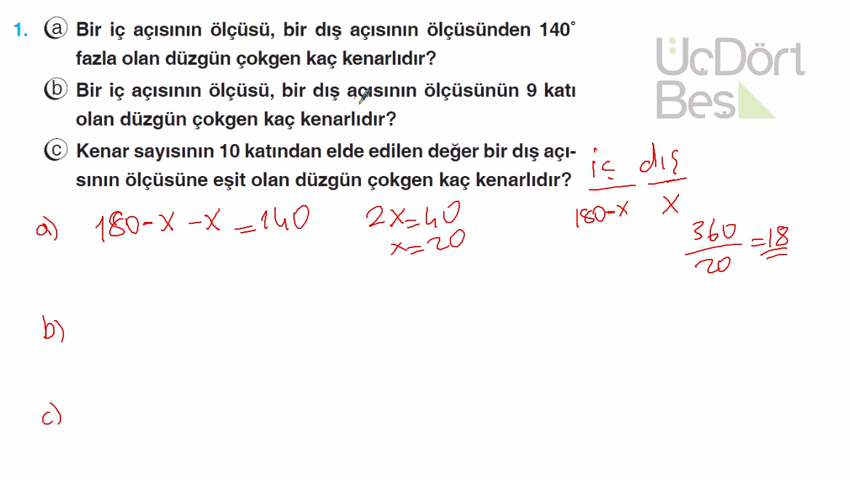 1. a Bir iç açısının ölçüsü, bir dış açısının ölçüsünden 140°
fazla olan düzgün çokgen kaç kenarlıdır?
b Bir iç açısının ölçüsü, bir dış açısının ölçüsünün 9 katı
olan düzgün çokgen kaç kenarlıdır?
c Kenar sayısının 10 katından elde edilen değer bir dış açı-
sının ölçüsüne eşit olan düzgün çokgen kaç kenarlıdır?
ÜçDört
Beş
iç dış
180-x x
a) 180-x-x=140 2x=40
x=20
360/20=18
b)
c)